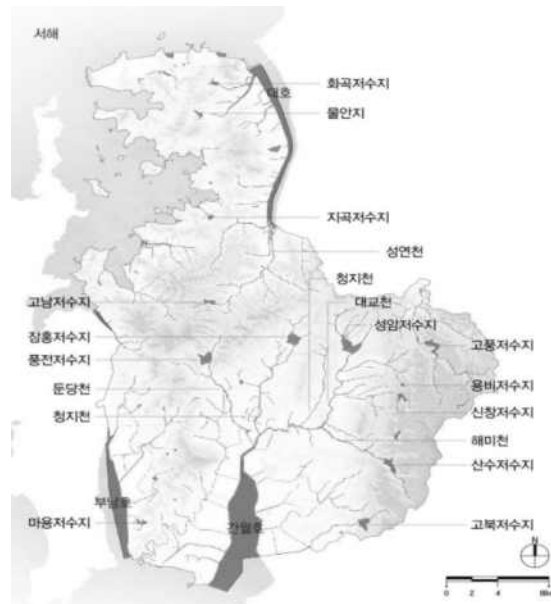 서해
대호
화곡저수지
물안지
지곡저수지
성연천
청지천
대교천
성암저수지
고남저수지
잠홍저수지
풍전저수지
둔당천
청지천
고풍저수지
용비저수지
신창저수지
해미천
산수저수지
부남호
마용저수지
간월호
고북저수지
N
0 2 4